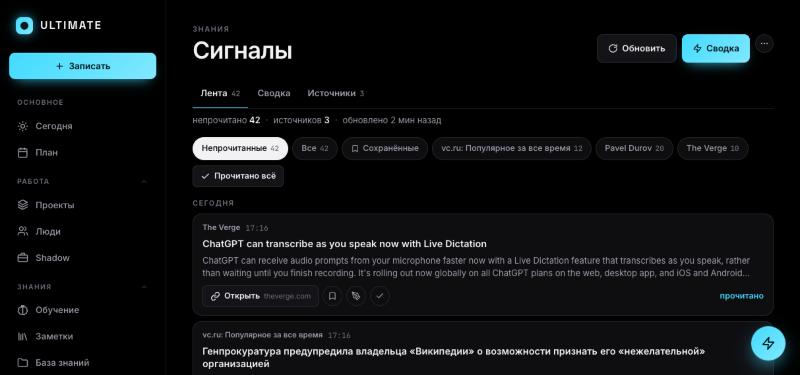 ULTIMATE
+ Записать
ОСНОВНОЕ
Сегодня
План
РАБОТА
Проекты
Люди
Shadow
ЗНАНИЯ
Обучение
Заметки
База знаний
ЗНАНИЯ
Сигналы
Обновить
Сводка
Лента 42
Сводка
Источники 3
непрочитано 42 · источников 3 · обновлено 2 мин назад
Непрочитанные 42
Все 42
Сохранённые
vc.ru: Популярное за все время 12
Pavel Durov 20
The Verge 10
Прочитано всё
СЕГОДНЯ
The Verge 17:16
ChatGPT can transcribe as you speak now with Live Dictation
ChatGPT can receive audio prompts from your microphone faster now with a Live Dictation feature that transcribes as you speak, rather
than waiting until you finish recording. It's rolling out now globally on all ChatGPT plans on the web, desktop app, and iOS and Android...
Открыть theverge.com
прочитано
vc.ru: Популярное за все время 17:16
Генпрокуратура предупредила владельца «Википедии» о возможности признать его «нежелательной»
организацией